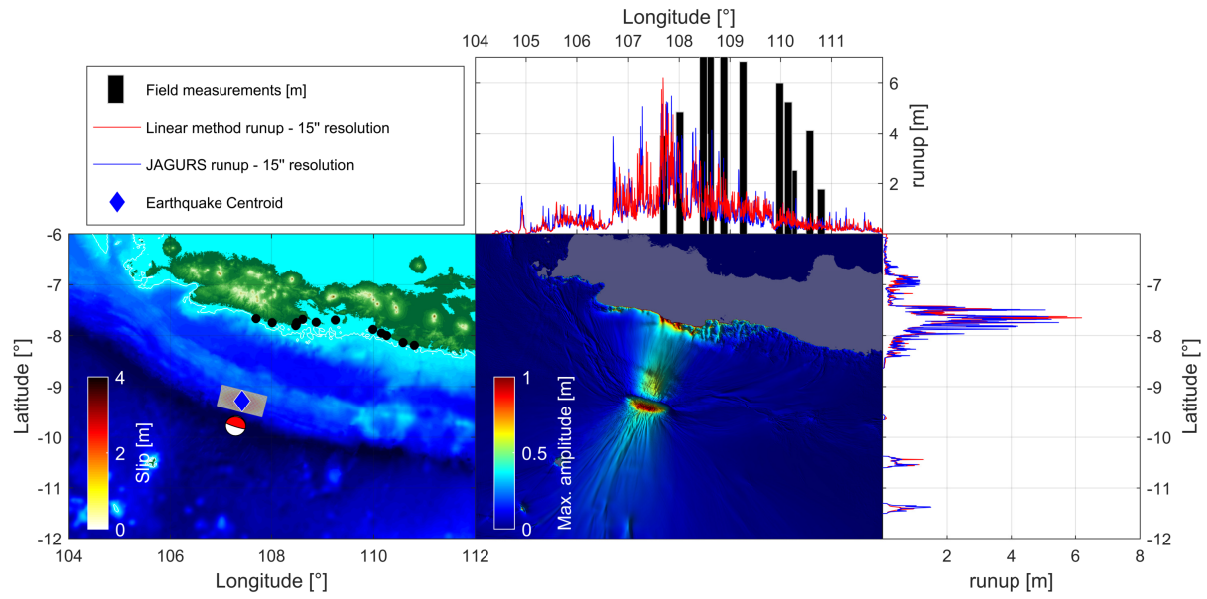 Longitude [°]
104 105 106 107 108 109 110 111
Field measurements [m]
Linear method runup - 15" resolution
JAGURS runup - 15" resolution
Earthquake Centroid
6
4
2
runup [m]
-6
-7
-8
-9
-10
-11
-12
Latitude [°]
4
2
0
Slip [m]
104 106 108 110 112
Longitude [°]
1
0.5
0
Max. amplitude [m]
-7
-8
-9
-10
-11
-12
Latitude [°]
2 4 6 8
runup [m]